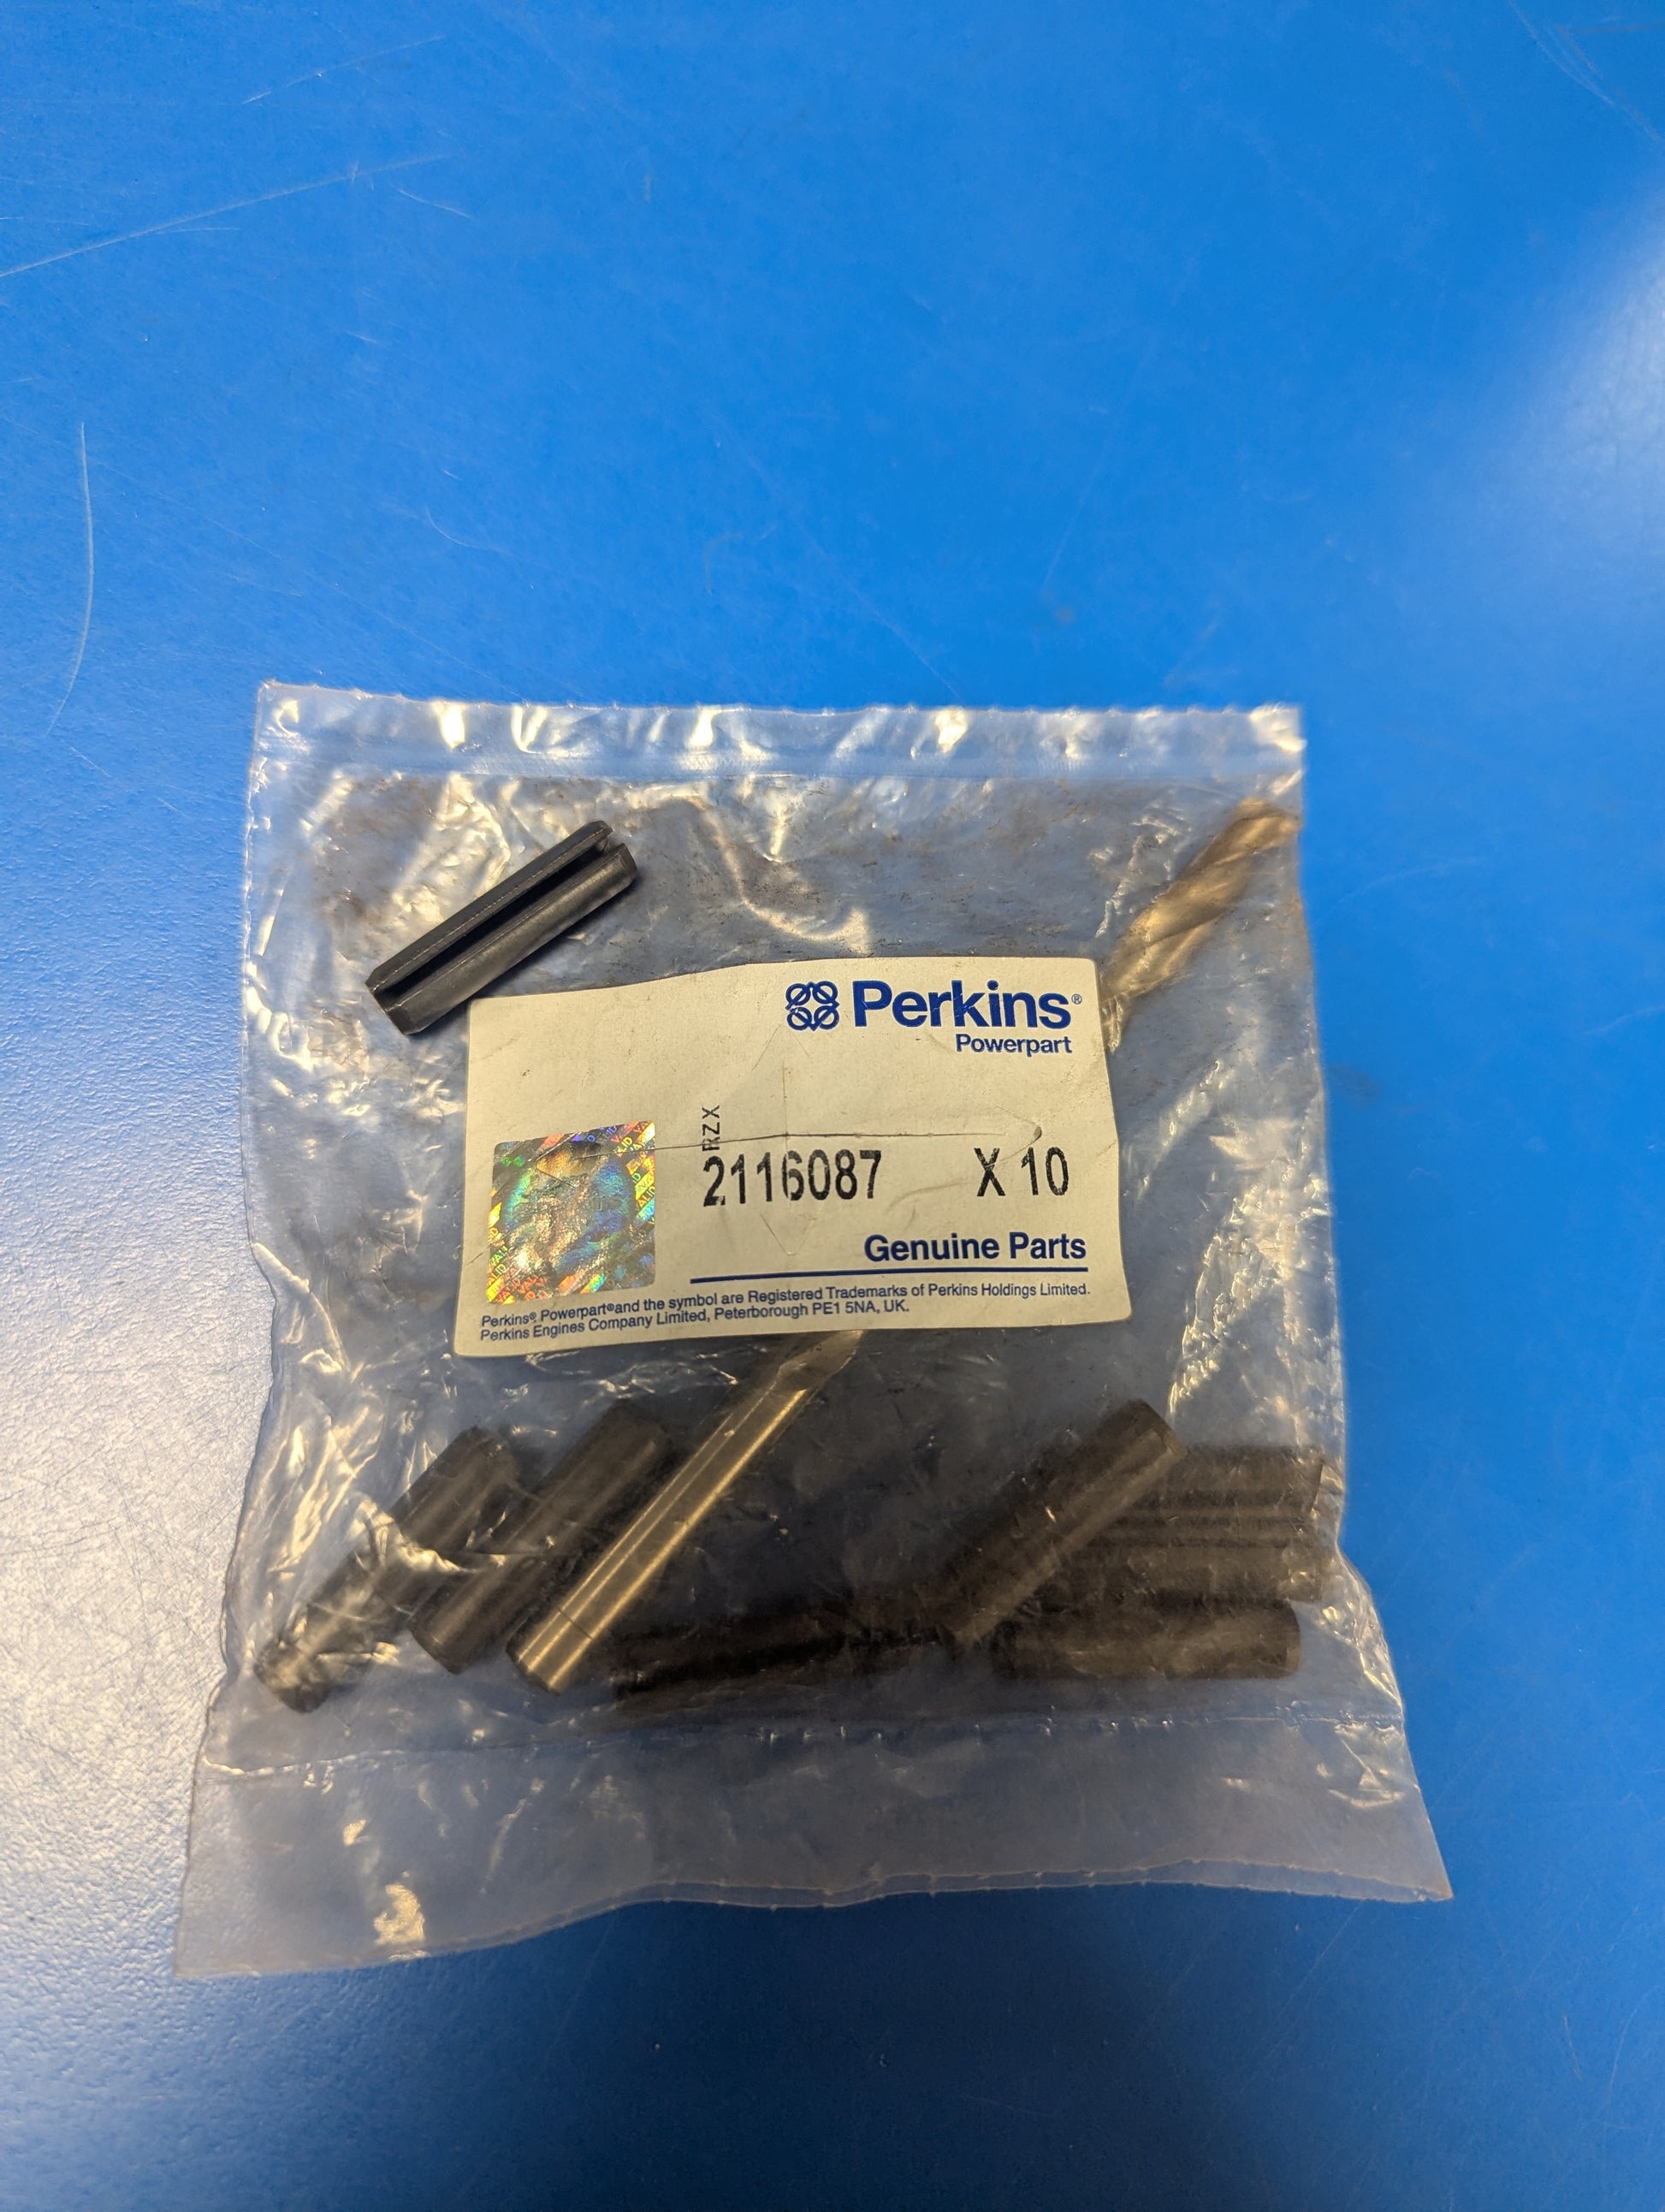 Perkins®
Powerpart
RZX
2116087 X 10
Genuine Parts
Perkins® Powerpart® and the symbol are Registered Trademarks of Perkins Holdings Limited.
Perkins Engines Company Limited, Peterborough PE1 5NA, UK.
VALID